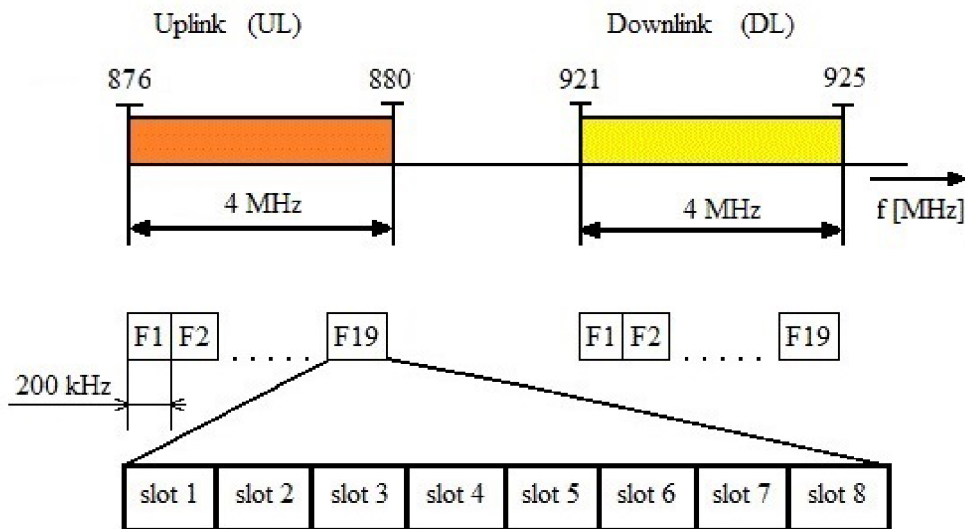 Uplink (UL) Downlink (DL)
876 880 921 925
4 MHz 4 MHz f [MHz]
F1 F2 ..... F19 F1 F2 ..... F19
200 kHz
slot 1 slot 2 slot 3 slot 4 slot 5 slot 6 slot 7 slot 8